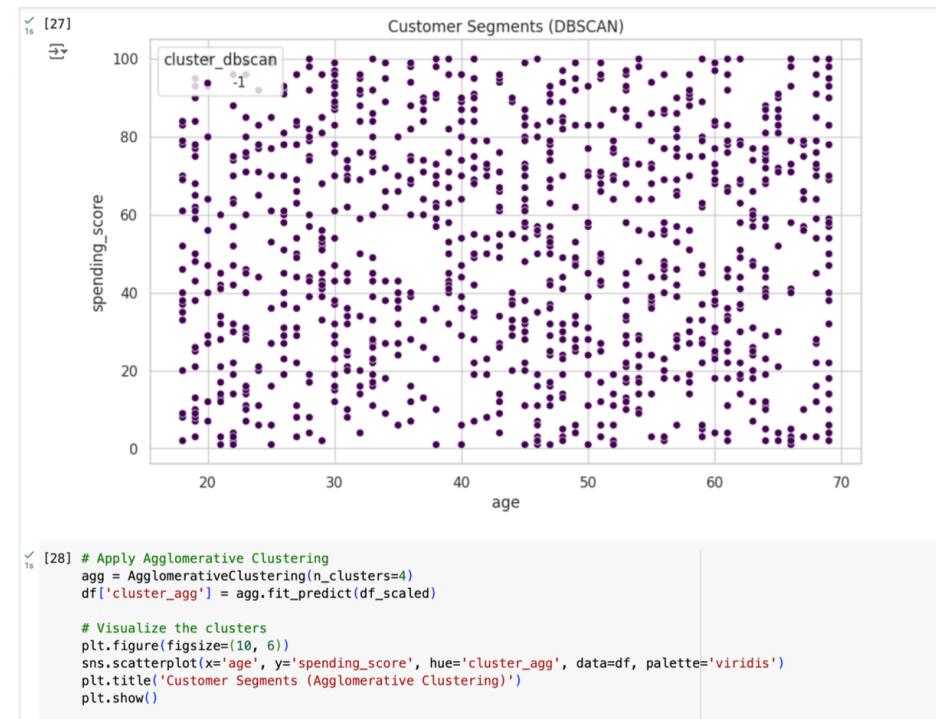 [27]
1s
Customer Segments (DBSCAN)
cluster_dbscan
-1
100
80
60
40
20
0
spending_score
20 30 40 50 60 70
age
[28]
1s
# Apply Agglomerative Clustering
agg = AgglomerativeClustering(n_clusters=4)
df['cluster_agg'] = agg.fit_predict(df_scaled)
# Visualize the clusters
plt.figure(figsize=(10, 6))
sns.scatterplot(x='age', y='spending_score', hue='cluster_agg', data=df, palette='viridis')
plt.title('Customer Segments (Agglomerative Clustering)')
plt.show()